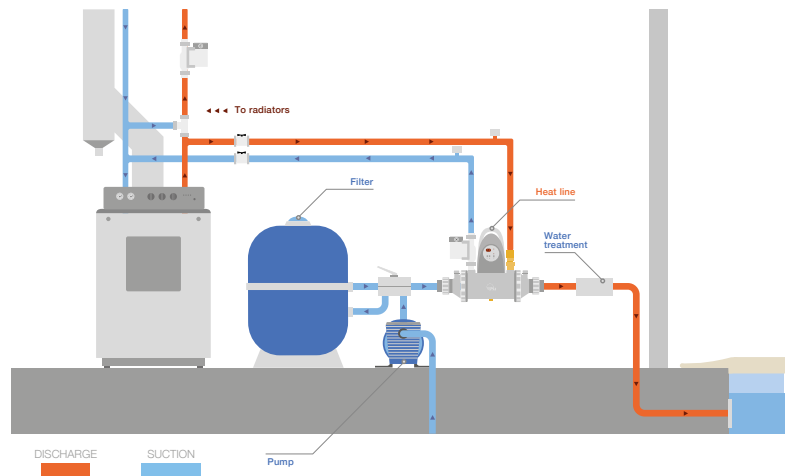 To radiators
Filter
Heat line
Water
treatment
DISCHARGE
SUCTION
Pump